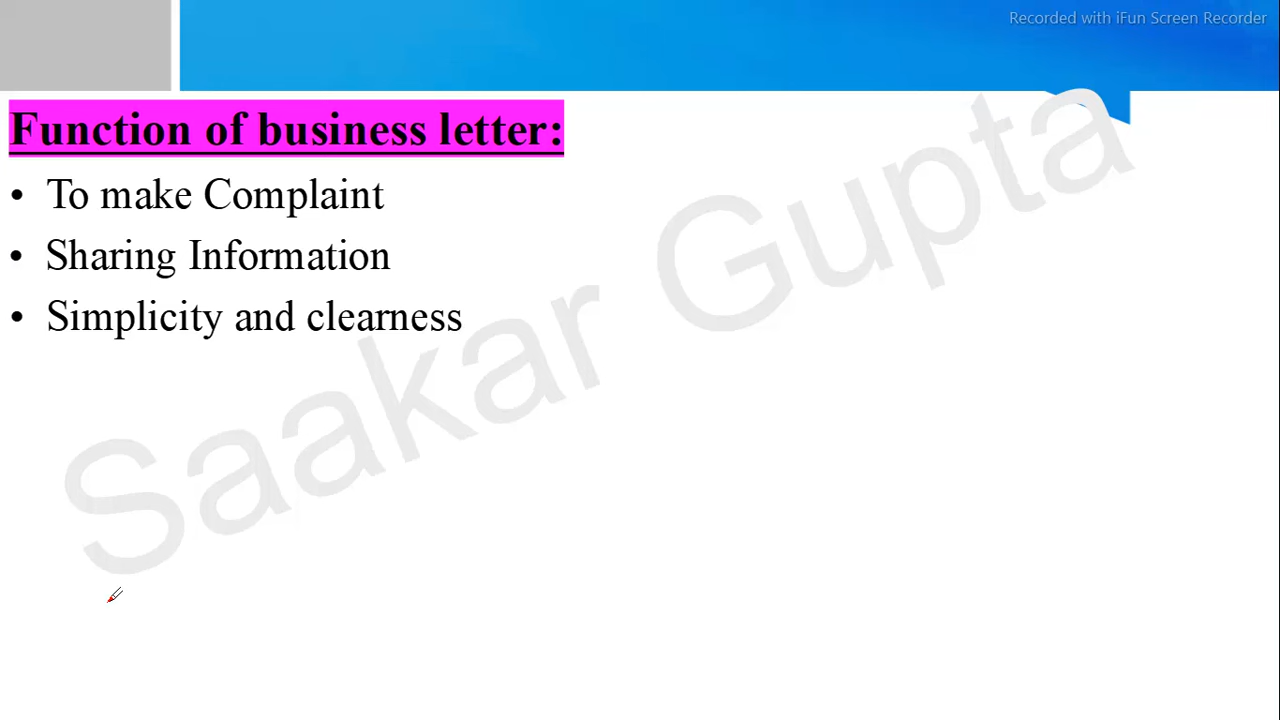 Recorded with iFun Screen Recorder
Function of business letter:
• To make Complaint
• Sharing Information
• Simplicity and clearness
Saakar Gupta